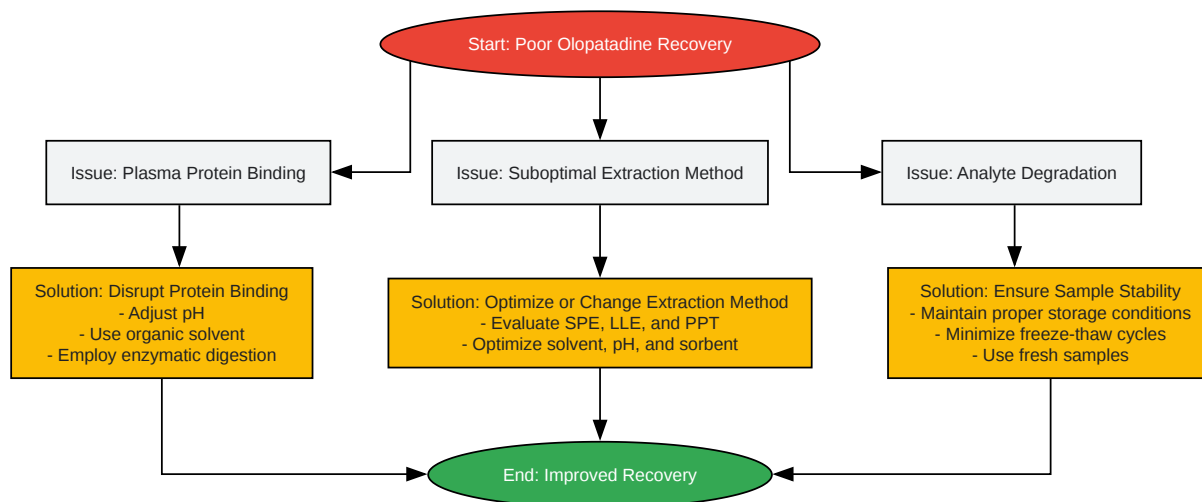 Start: Poor Olopatadine Recovery
Issue: Plasma Protein Binding
Issue: Suboptimal Extraction Method
Issue: Analyte Degradation
Solution: Disrupt Protein Binding
- Adjust pH
- Use organic solvent
- Employ enzymatic digestion
Solution: Optimize or Change Extraction Method
- Evaluate SPE, LLE, and PPT
- Optimize solvent, pH, and sorbent
Solution: Ensure Sample Stability
- Maintain proper storage conditions
- Minimize freeze-thaw cycles
- Use fresh samples
End: Improved Recovery